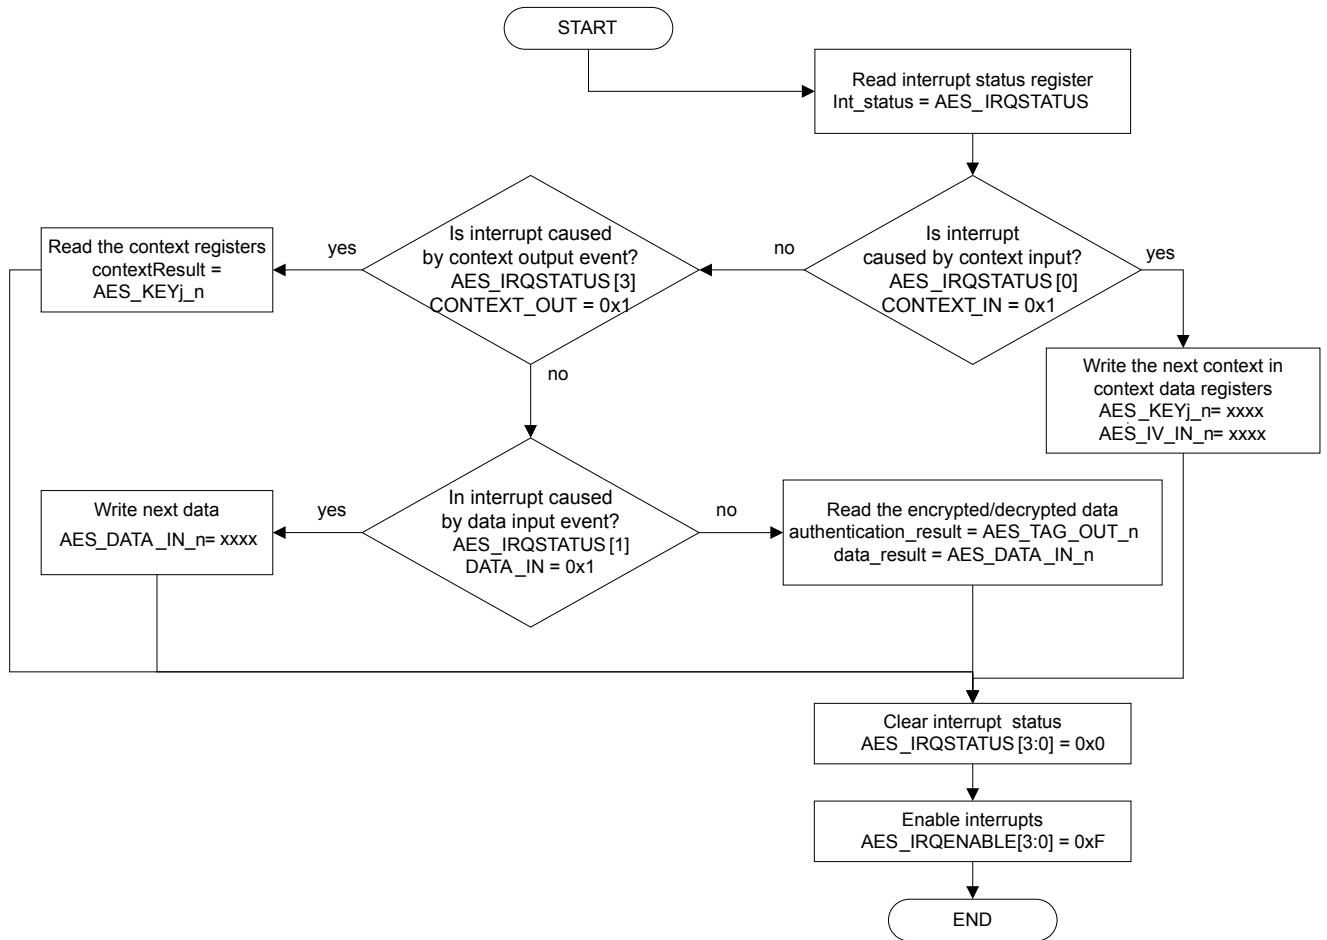 START
Read interrupt status register
Int_status = AES_IRQSTATUS
Is interrupt
caused by context input?
AES_IRQSTATUS [0]
CONTEXT_IN = 0x1
no
yes
Is interrupt caused
by context output event?
AES_IRQSTATUS [3]
CONTEXT_OUT = 0x1
yes
no
Read the context registers
contextResult =
AES_KEYj_n
Write the next context in
context data registers
AES_KEYj_n= xxxx
AES_IV_IN_n= xxxx
In interrupt caused
by data input event?
AES_IRQSTATUS [1]
DATA_IN = 0x1
yes
no
Write next data
AES_DATA_IN_n= xxxx
Read the encrypted/decrypted data
authentication_result = AES_TAG_OUT_n
data_result = AES_DATA_IN_n
Clear interrupt status
AES_IRQSTATUS [3:0] = 0x0
Enable interrupts
AES_IRQENABLE[3:0] = 0xF
END